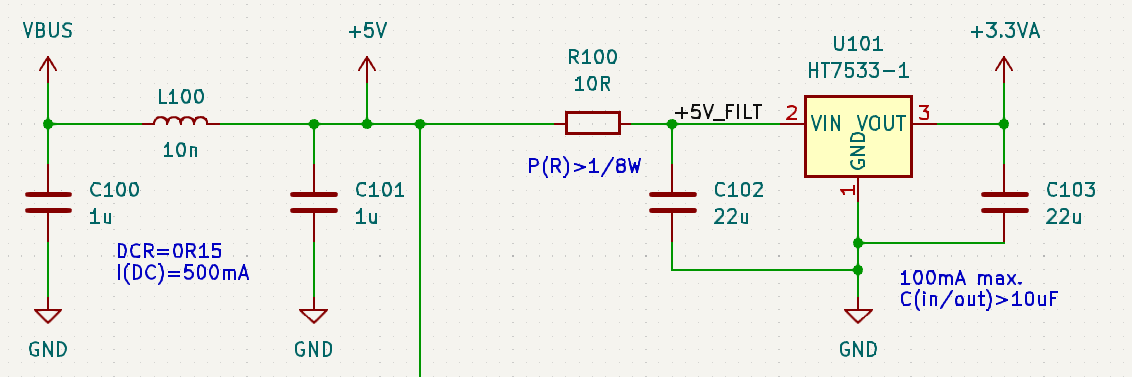 VBUS
+5V
+3.3VA
L100
10n
R100
10R
P(R)>1/8W
+5V_FILT
U101
HT7533-1
2
VIN
VOUT
3
GND
1
C100
1u
C101
1u
C102
22u
C103
22u
DCR=0R15
I(DC)=500mA
100mA max.
C(in/out)>10uF
GND
GND
GND